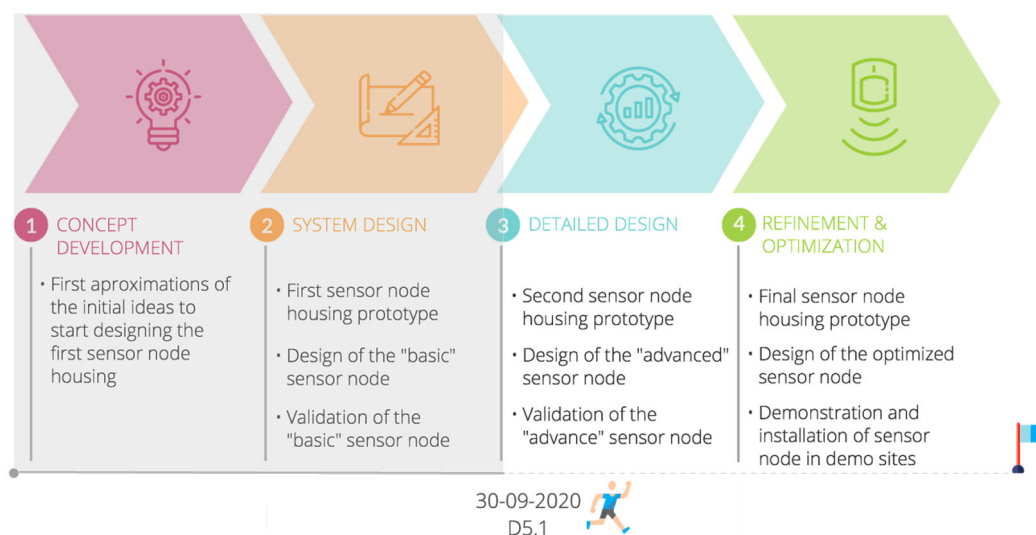 1 CONCEPT
DEVELOPMENT
• First aproximations of
the initial ideas to
start designing the
first sensor node
housing
2 SYSTEM DESIGN
• First sensor node
housing prototype
• Design of the "basic"
sensor node
• Validation of the
"basic" sensor node
3 DETAILED DESIGN
• Second sensor node
housing prototype
• Design of the "advanced"
sensor node
• Validation of the
"advance" sensor node
4 REFINEMENT &
OPTIMIZATION
• Final sensor node
housing prototype
• Design of the optimized
sensor node
• Demonstration and
installation of sensor
node in demo sites
30-09-2020
D5.1